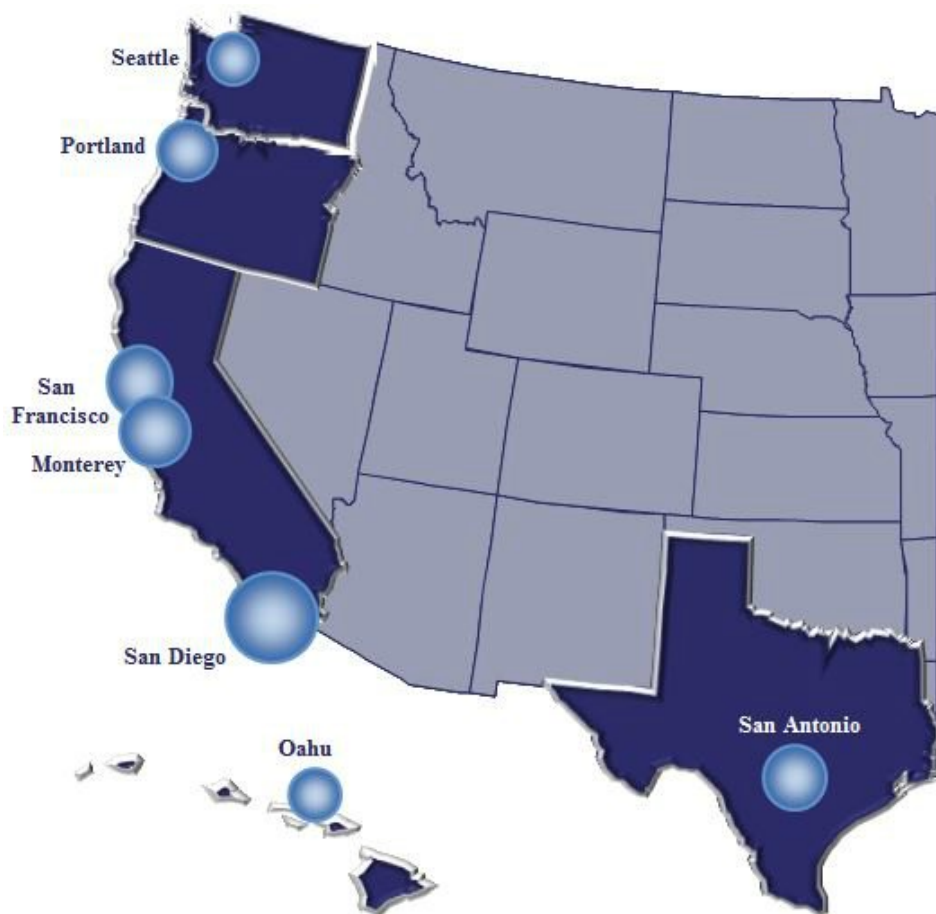 Seattle
Portland
San
Francisco
Monterey
San Diego
San Antonio
Oahu